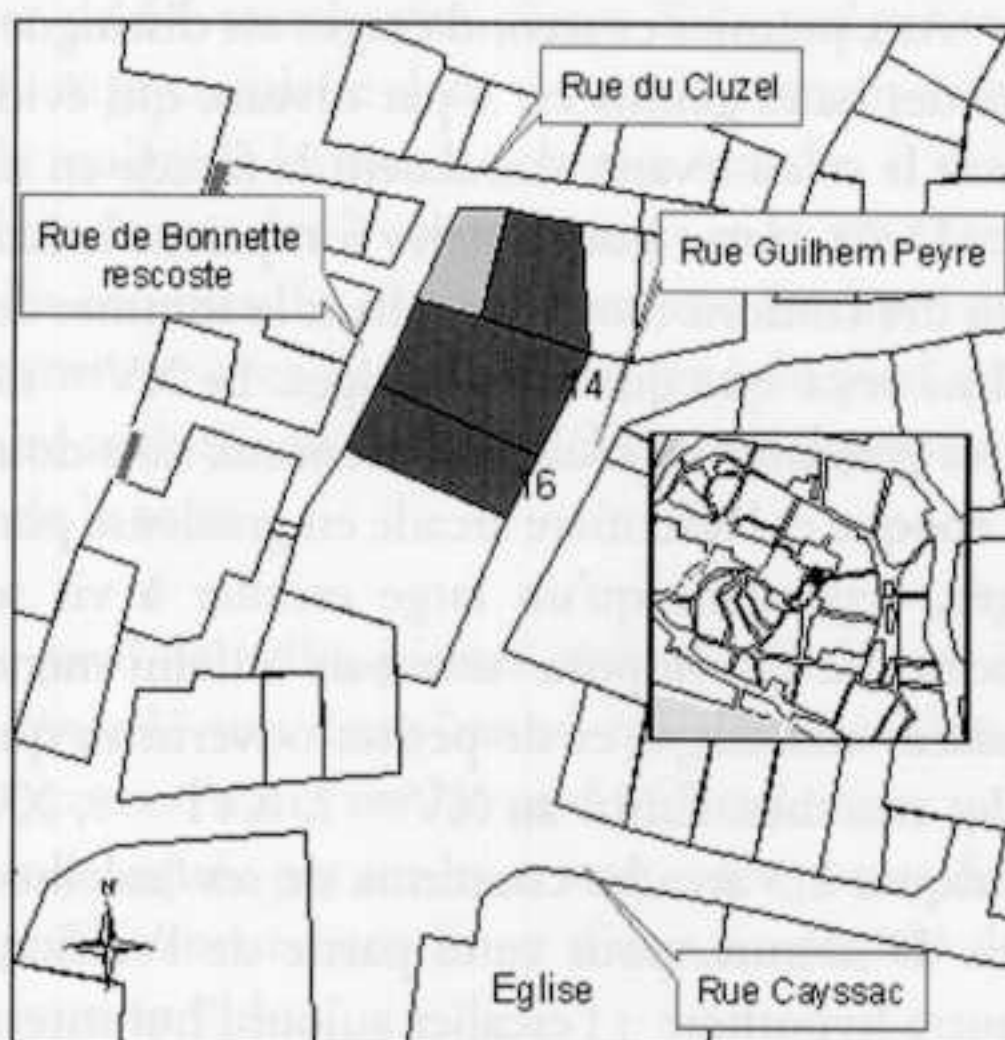 Rue du Cluzel
Rue de Bonnette
rescoste
Rue Guilhem Peyre
14
16
N
Eglise
Rue Cayssac